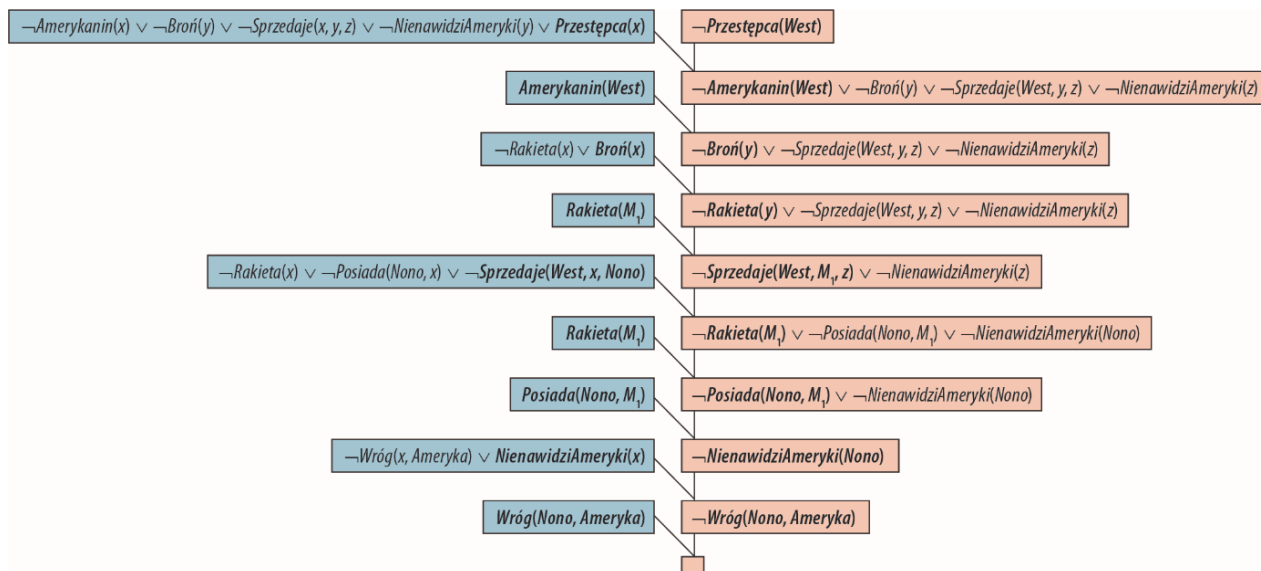 ¬Amerykanin(x) ∨ ¬Broń(y) ∨ ¬Sprzedaje(x, y, z) ∨ ¬NienawidziAmeryki(y) ∨ Przestępca(x)
¬Przestępca(West)
Amerykanin(West)
¬Amerykanin(West) ∨ ¬Broń(y) ∨ ¬Sprzedaje(West, y, z) ∨ ¬NienawidziAmeryki(z)
¬Rakieta(x) ∨ Broń(x)
¬Broń(y) ∨ ¬Sprzedaje(West, y, z) ∨ ¬NienawidziAmeryki(z)
Rakieta(M₁)
¬Rakieta(y) ∨ ¬Sprzedaje(West, y, z) ∨ ¬NienawidziAmeryki(z)
¬Rakieta(x) ∨ ¬Posiada(Nono, x) ∨ ¬Sprzedaje(West, x, Nono)
¬Sprzedaje(West, M₁, z) ∨ ¬NienawidziAmeryki(z)
Rakieta(M₁)
¬Rakieta(M₁) ∨ ¬Posiada(Nono, M₁) ∨ ¬NienawidziAmeryki(Nono)
Posiada(Nono, M₁)
¬Posiada(Nono, M₁) ∨ ¬NienawidziAmeryki(Nono)
¬Wróg(x, Ameryka) ∨ NienawidziAmeryki(x)
¬NienawidziAmeryki(Nono)
Wróg(Nono, Ameryka)
¬Wróg(Nono, Ameryka)